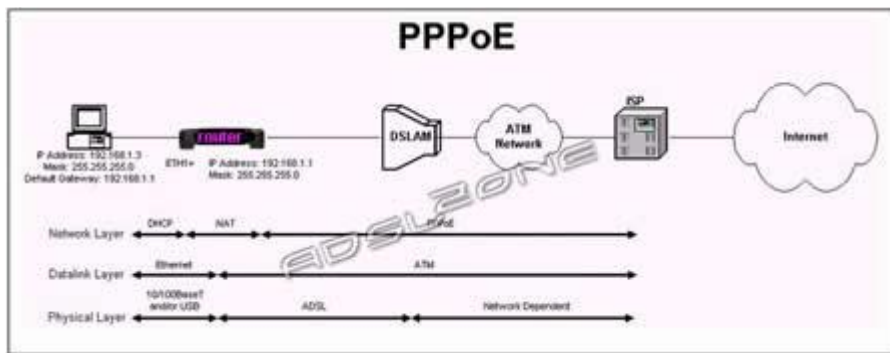 PPPoE
ISP
router
DSLAM
ATM
Network
Internet
IP Address: 192.168.1.3
Mask: 255.255.255.0
Default Gateway: 192.168.1.1
ETH1+
IP Address: 192.168.1.1
Mask: 255.255.255.0
ADSLZONE
Network Layer
DHCP
NAT
PPPoE
Datalink Layer
Ethernet
ATM
Physical Layer
10/100BaseT
and/or USB
ADSL
Network Dependent